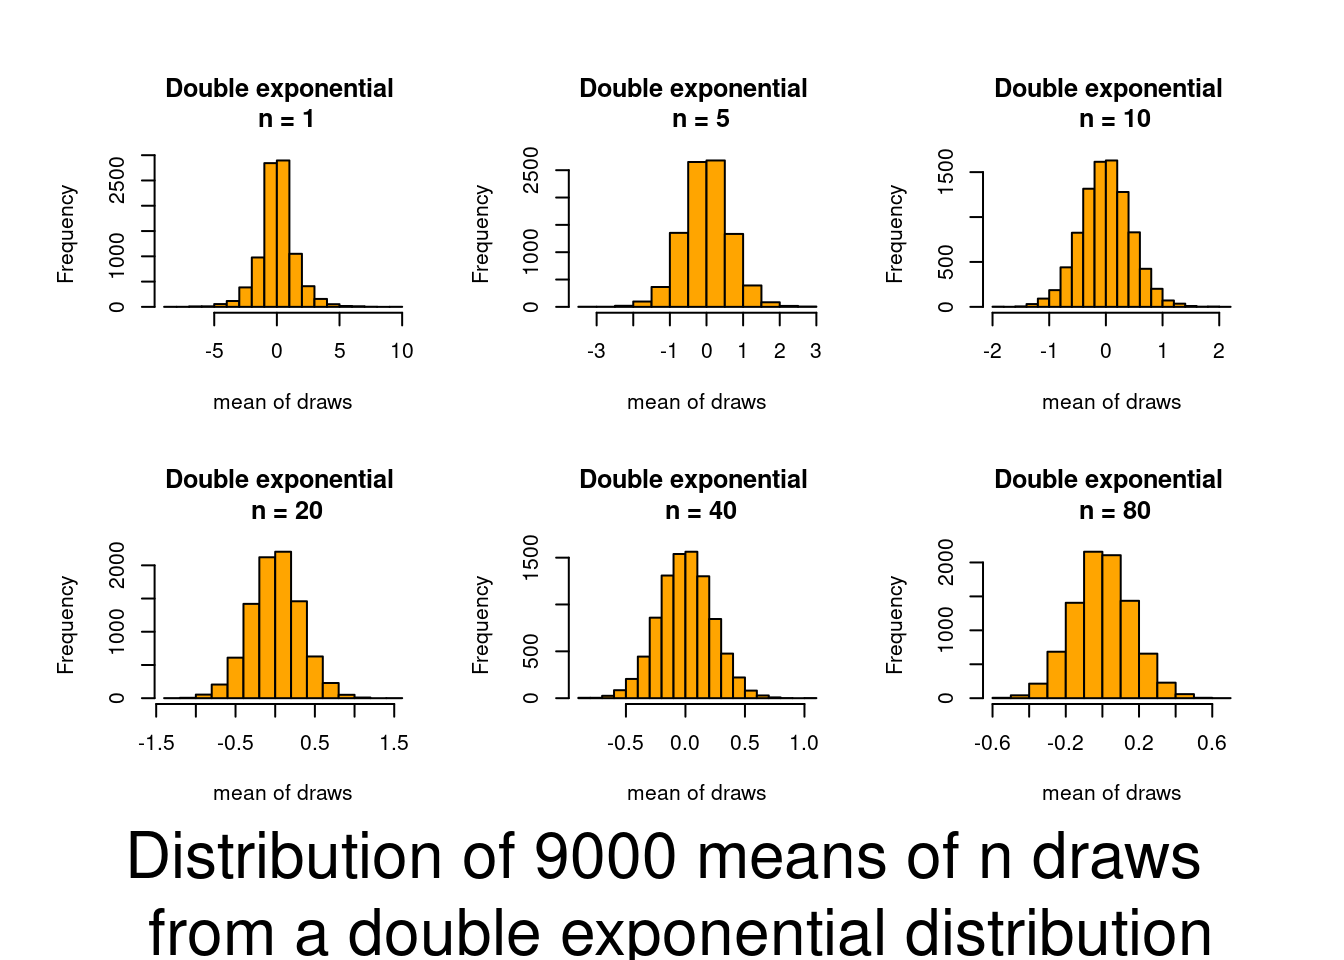 Double exponential
n = 1
Frequency
0 1000 2500
-5 0 5 10
mean of draws
Double exponential
n = 5
Frequency
0 1000 2500
-3 -1 0 1 2 3
mean of draws
Double exponential
n = 10
Frequency
0 500 1500
-2 -1 0 1 2
mean of draws
Double exponential
n = 20
Frequency
0 1000 2000
-1.5 -0.5 0.5 1.5
mean of draws
Double exponential
n = 40
Frequency
0 500 1500
-0.5 0.0 0.5 1.0
mean of draws
Double exponential
n = 80
Frequency
0 1000 2000
-0.6 -0.2 0.2 0.6
mean of draws
Distribution of 9000 means of n draws
from a double exponential distribution